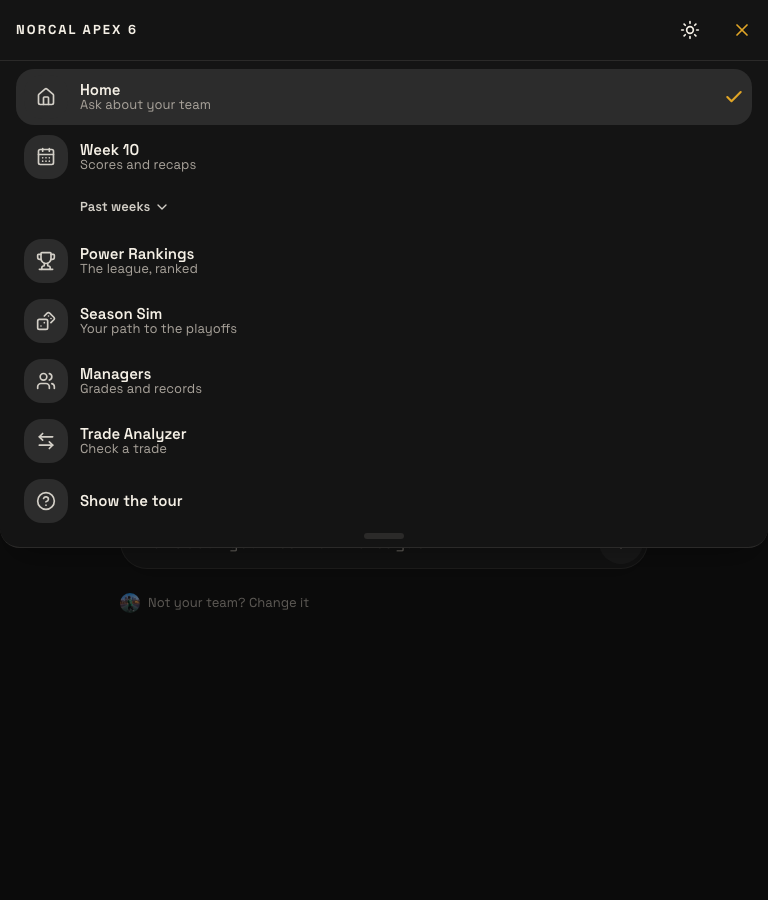 NORCAL APEX 6
Home
Ask about your team
Week 10
Scores and recaps
Past weeks
Power Rankings
The league, ranked
Season Sim
Your path to the playoffs
Managers
Grades and records
Trade Analyzer
Check a trade
Show the tour
Not your team? Change it